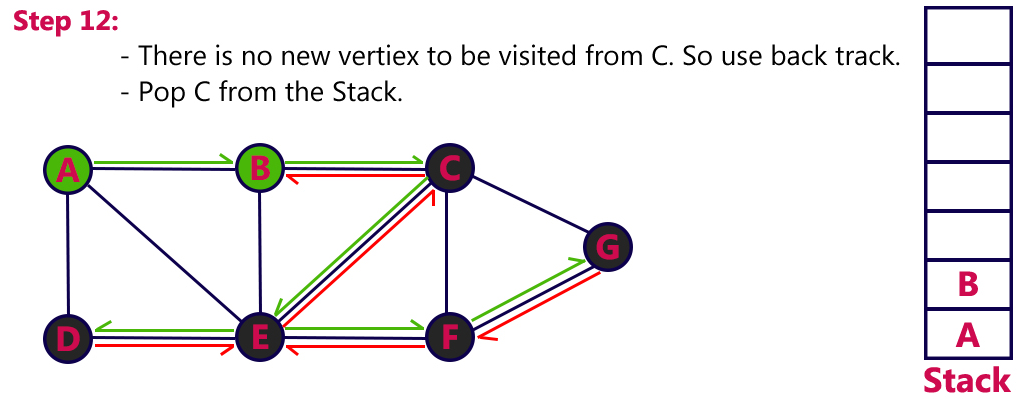 Step 12:
- There is no new vertiex to be visited from C. So use back track.
- Pop C from the Stack.
A B C
G
D E F
B
A
Stack